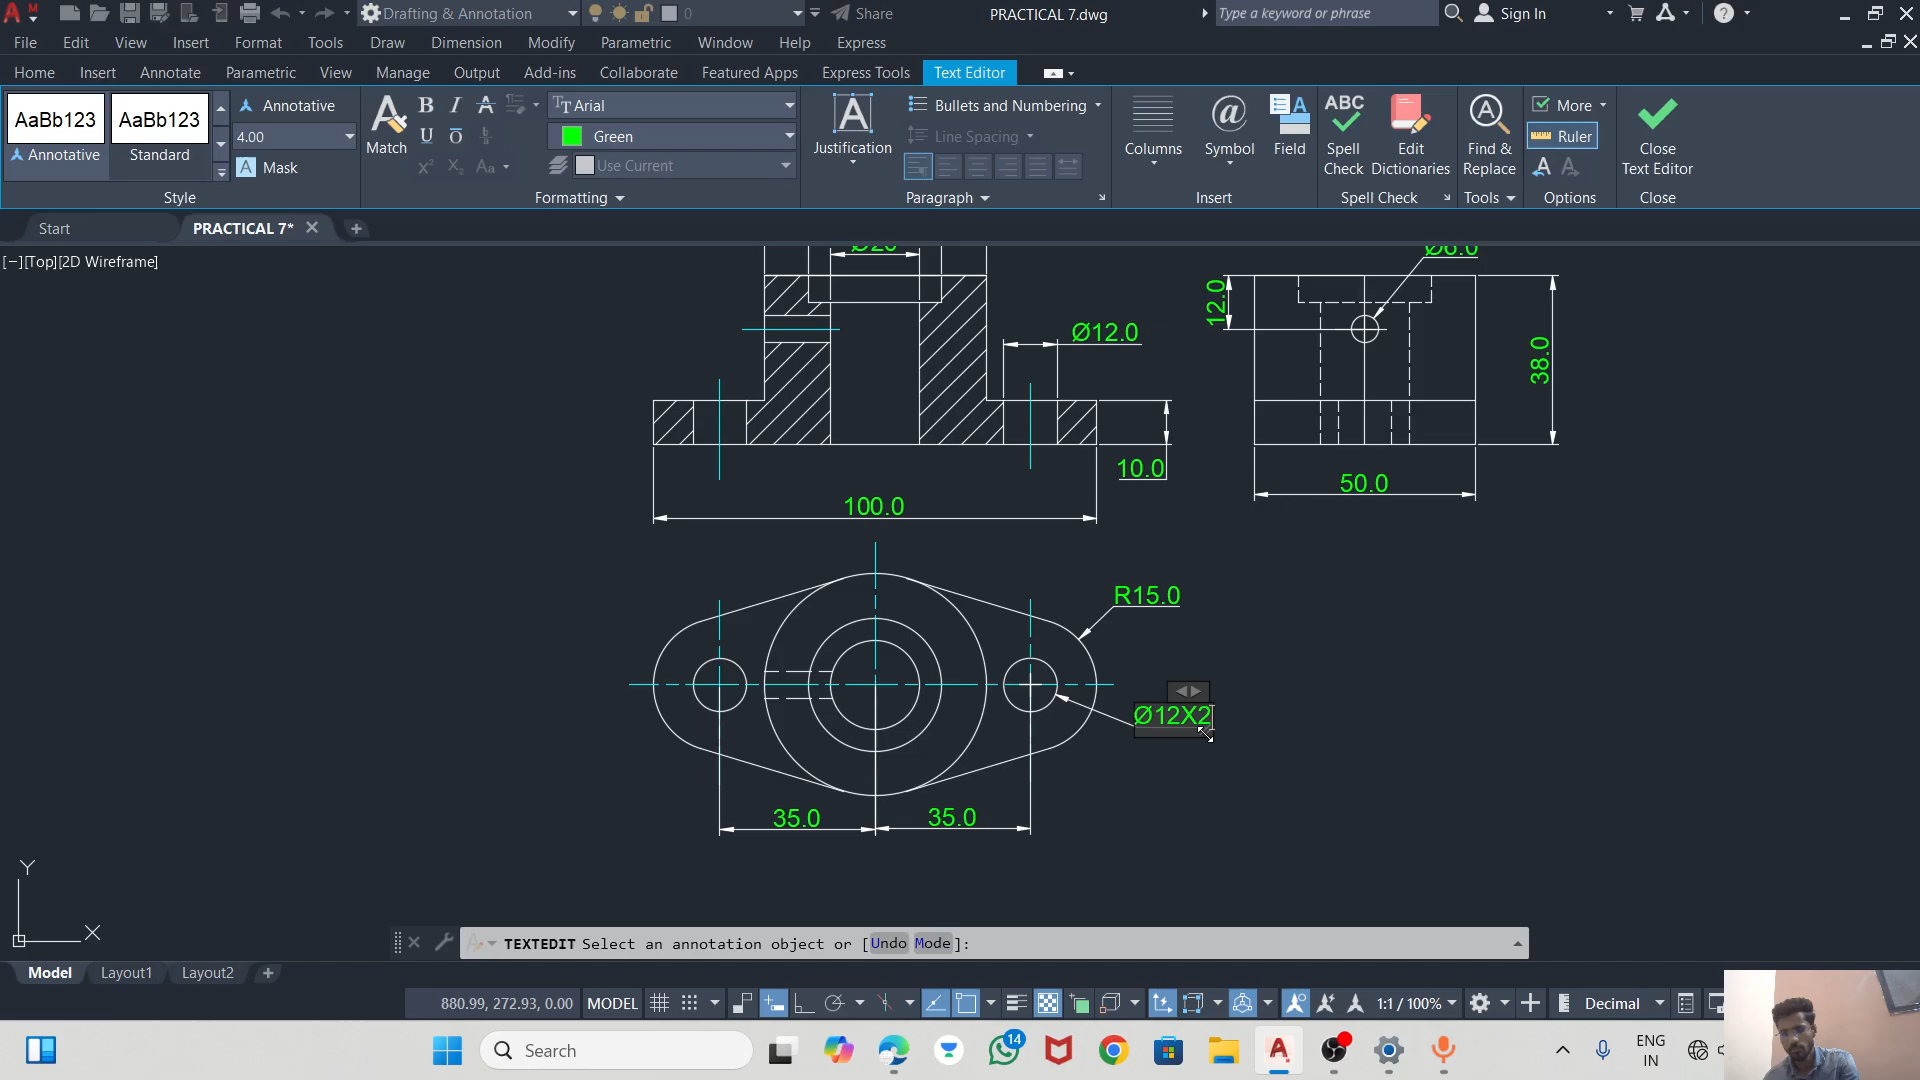 Drafting & Annotation
0
Share
PRACTICAL 7.dwg
Type a keyword or phrase
Sign In
File Edit View Insert Format Tools Draw Dimension Modify Parametric Window Help Express
Home Insert Annotate Parametric View Manage Output Add-ins Collaborate Featured Apps Express Tools Text Editor
AaBb123 AaBb123
Annotative Standard
Annotative
4.00
Mask
Style
Match
Arial
Green
Use Current
Formatting
Justification
Bullets and Numbering
Line Spacing
Paragraph
Columns
Symbol
Field
Insert
ABC
Spell
Check
Edit
Dictionaries
Spell Check
Find &
Replace
Tools
More
Ruler
Options
Close
Text Editor
Close
Start
PRACTICAL 7*
[−][Top][2D Wireframe]
Ø20
Ø6.0
12.0
Ø12.0
38.0
10.0
50.0
100.0
R15.0
Ø12X2
35.0
35.0
Y
X
TEXTEDIT Select an annotation object or [Undo Mode]:
Model Layout1 Layout2
880.99, 272.93, 0.00
MODEL
1:1 / 100%
Decimal
Search
14
ENG
IN